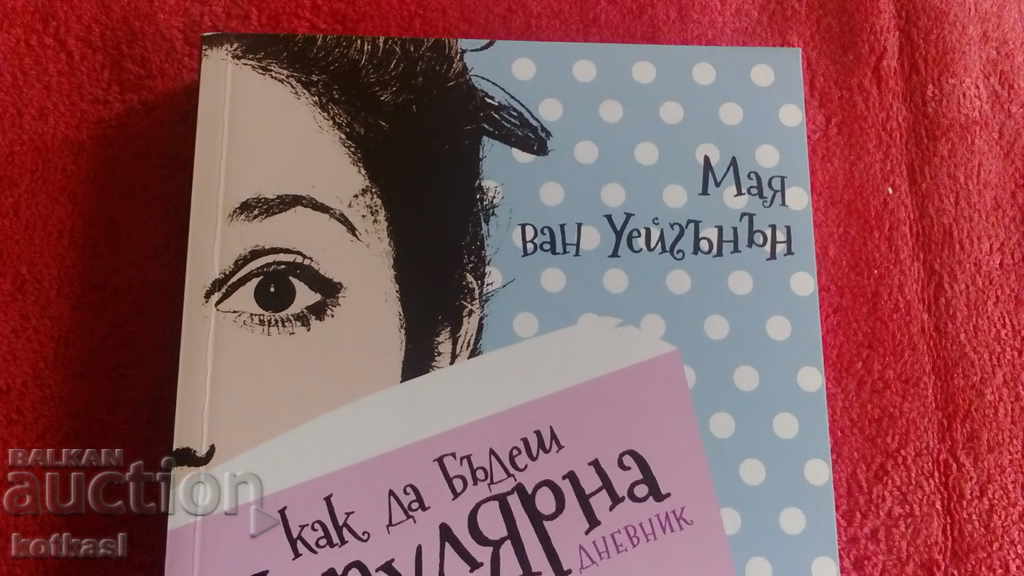 Мая
ван Уейгънън
как да бъдеш
дневник
BALKAN
auction
kotkasl